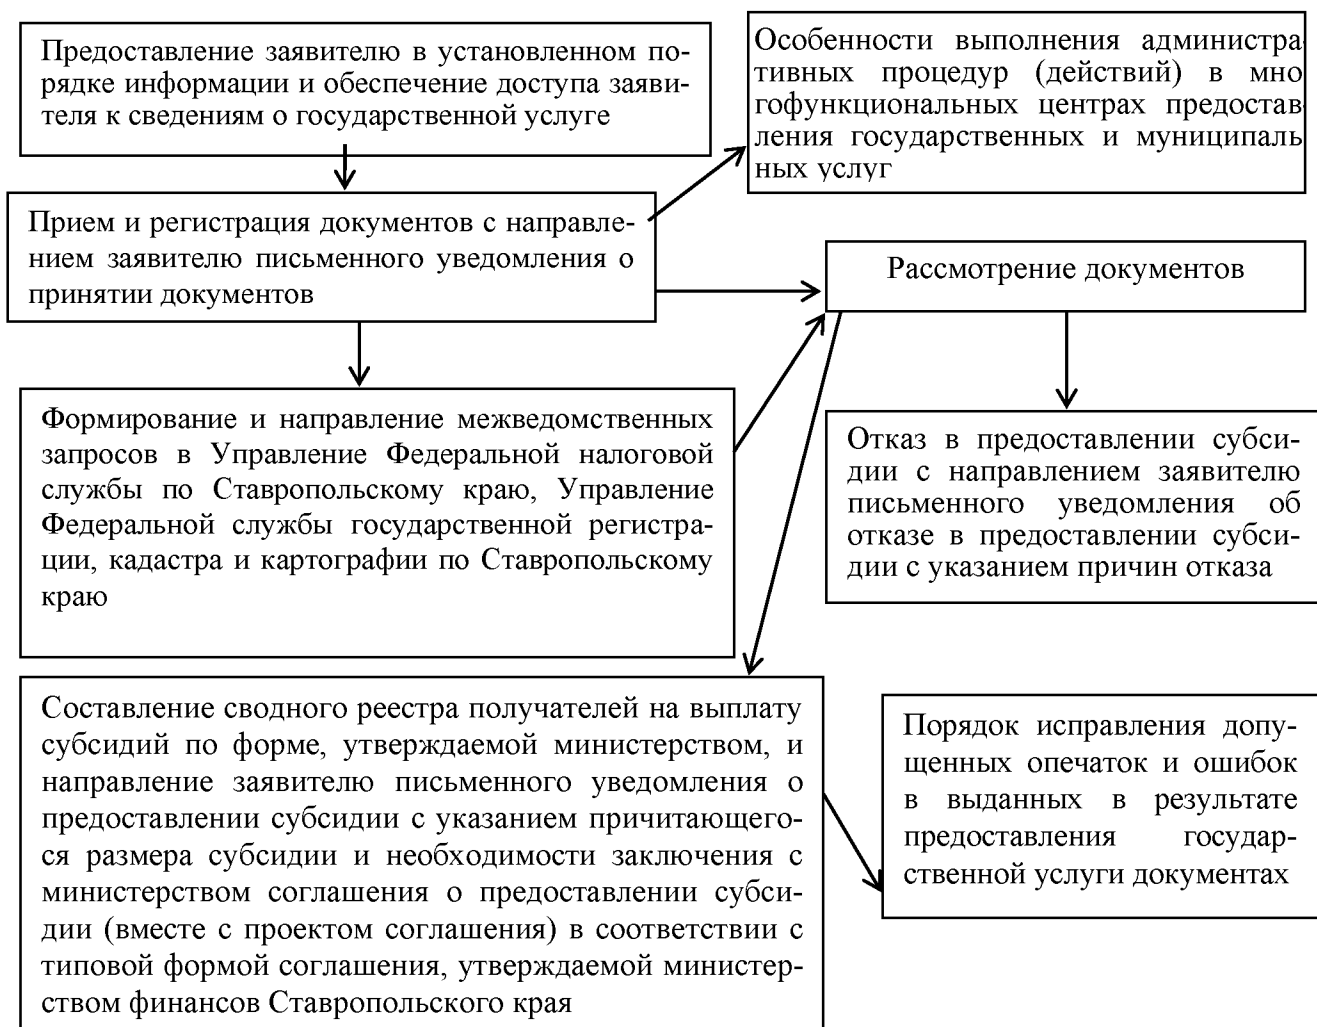 Предоставление заявителю в установленном по-
рядке информации и обеспечение доступа заяви-
теля к сведениям о государственной услуге
Особенности выполнения администра-
тивных процедур (действий) в мно
гофункциональных центрах предостав-
ления государственных и муниципаль
ных услуг
Прием и регистрация документов с направле-
нием заявителю письменного уведомления о
принятии документов
Рассмотрение документов
Формирование и направление межведомственных
запросов в Управление Федеральной налоговой
службы по Ставропольскому краю, Управление
Федеральной службы государственной регистра-
ции, кадастра и картографии по Ставропольскому
краю
Отказ в предоставлении субси-
дии с направлением заявителю
письменного уведомления об
отказе в предоставлении субси-
дии с указанием причин отказа
Составление сводного реестра получателей на выплату
субсидий по форме, утверждаемой министерством, и
направление заявителю письменного уведомления о
предоставлении субсидии с указанием причитающего-
ся размера субсидии и необходимости заключения с
министерством соглашения о предоставлении субси-
дии (вместе с проектом соглашения) в соответствии с
типовой формой соглашения, утверждаемой министер-
ством финансов Ставропольского края
Порядок исправления допу-
щенных опечаток и ошибок
в выданных в результате
предоставления государ-
ственной услуги документах